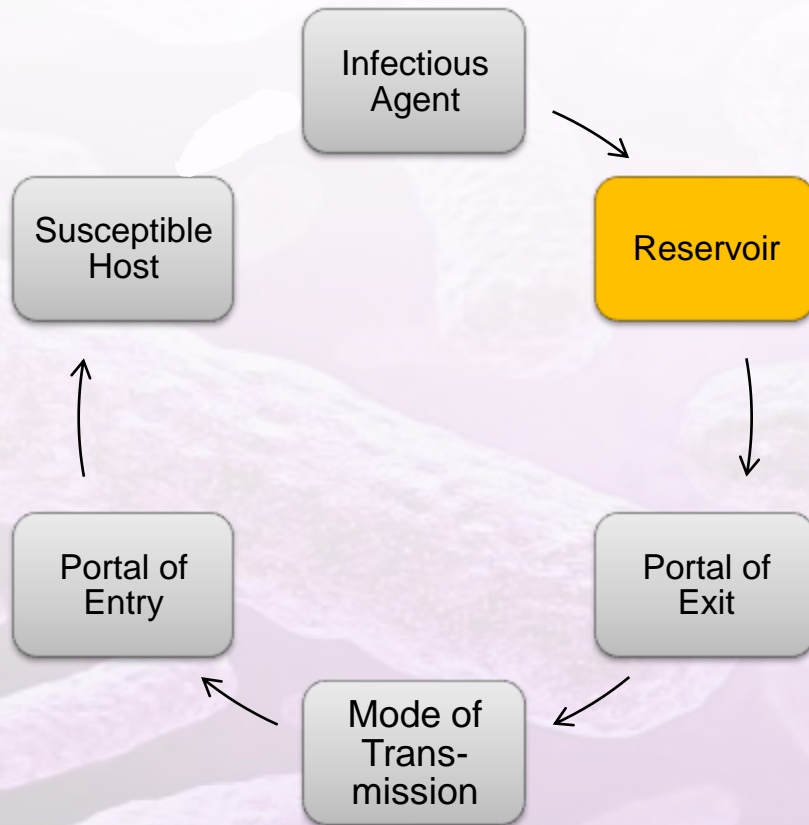 Infectious
Agent
Reservoir
Portal of
Exit
Mode of
Trans-
mission
Portal of
Entry
Susceptible
Host